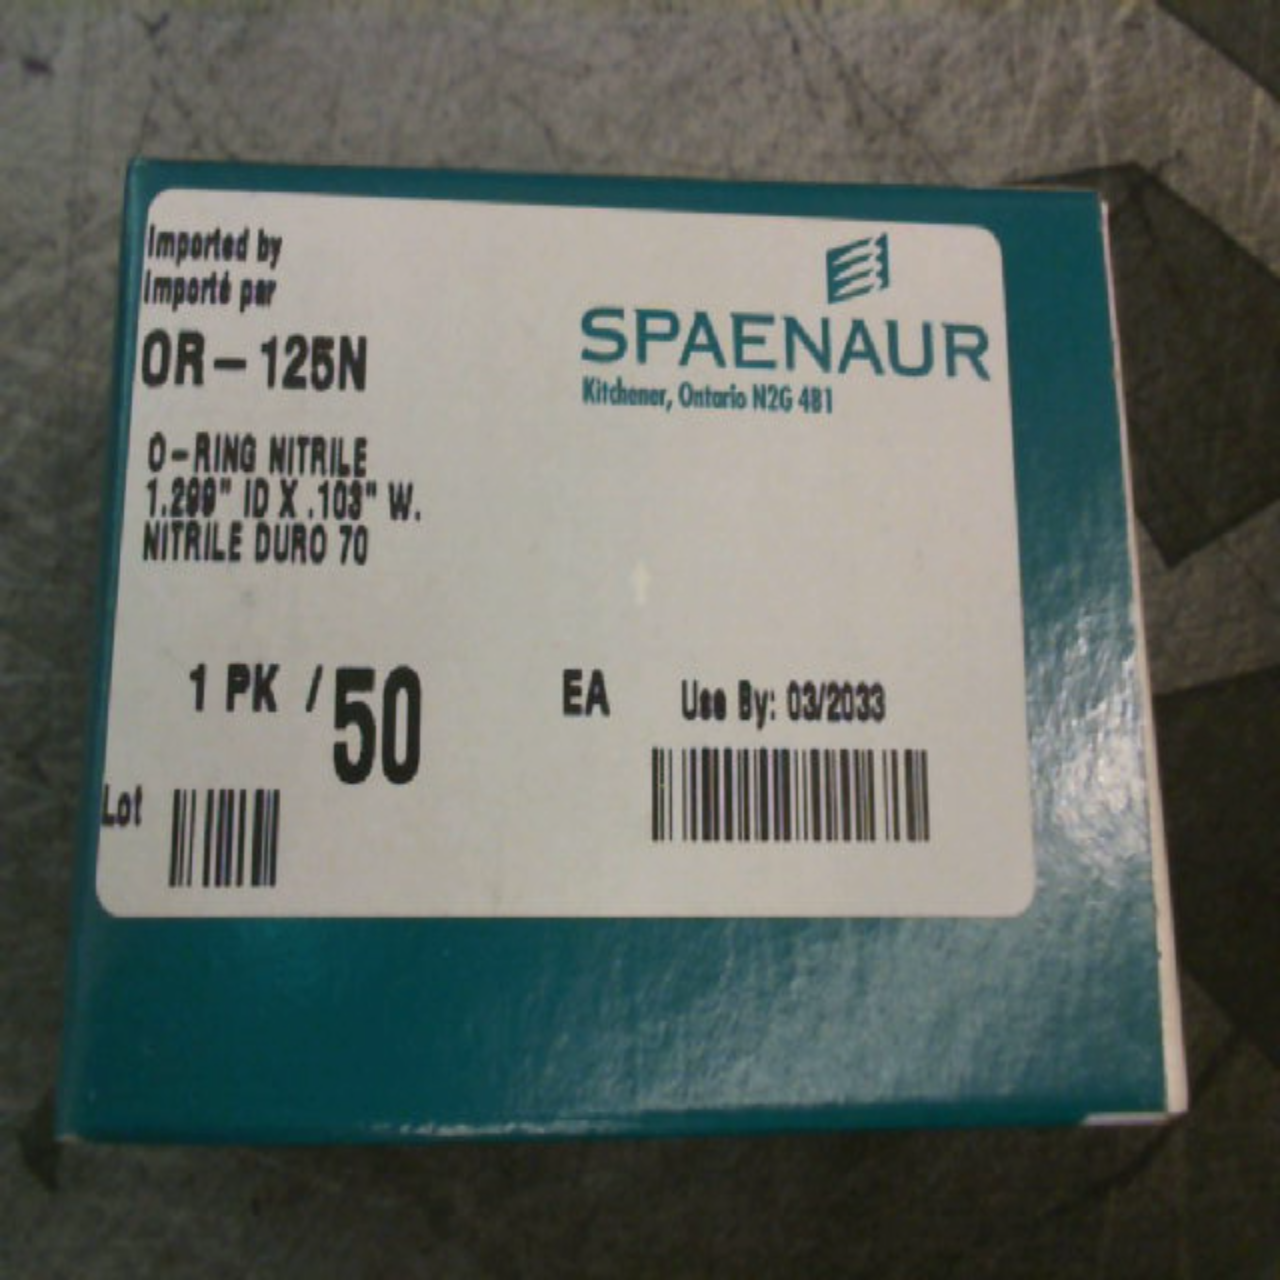 Imported by
Importé par
SPAENAUR
Kitchener, Ontario N2G 4B1
OR-125N
O-RING NITRILE
1.299" ID X .103" W.
NITRILE DURO 70
1 PK / 50 EA
Use By: 03/2033
Lot